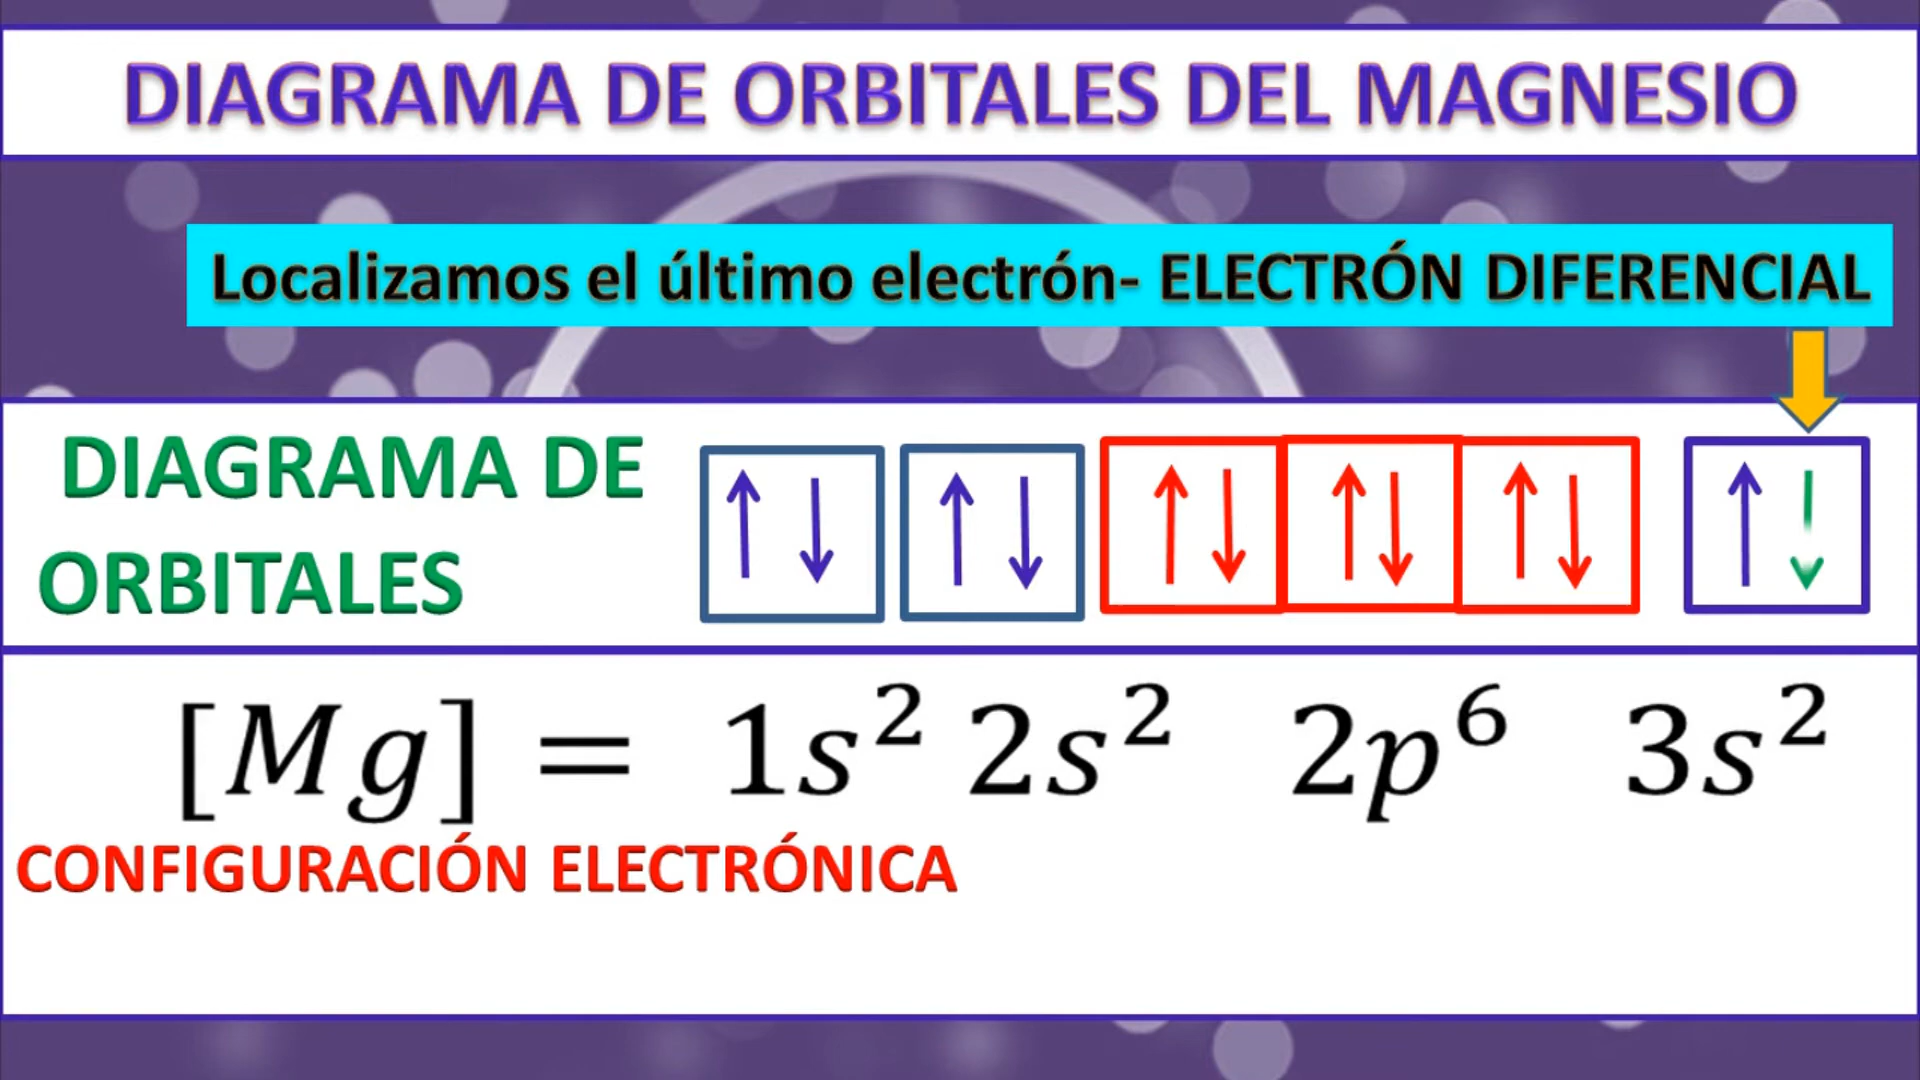 DIAGRAMA DE ORBITALES DEL MAGNESIO
Localizamos el último electrón- ELECTRÓN DIFERENCIAL
DIAGRAMA DE
ORBITALES
[Mg] = 1s² 2s² 2p⁶ 3s²
CONFIGURACIÓN ELECTRÓNICA